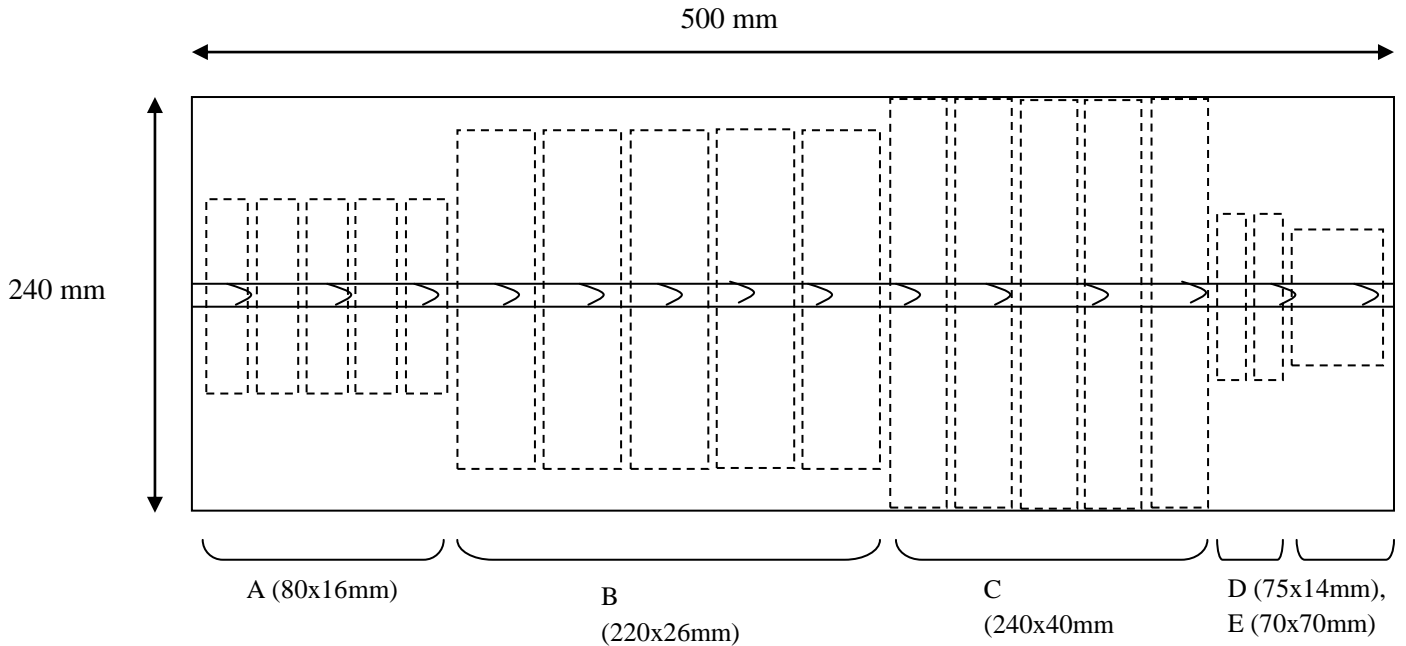 500 mm
240 mm
A (80x16mm)
B
(220x26mm)
C
(240x40mm
D (75x14mm),
E (70x70mm)